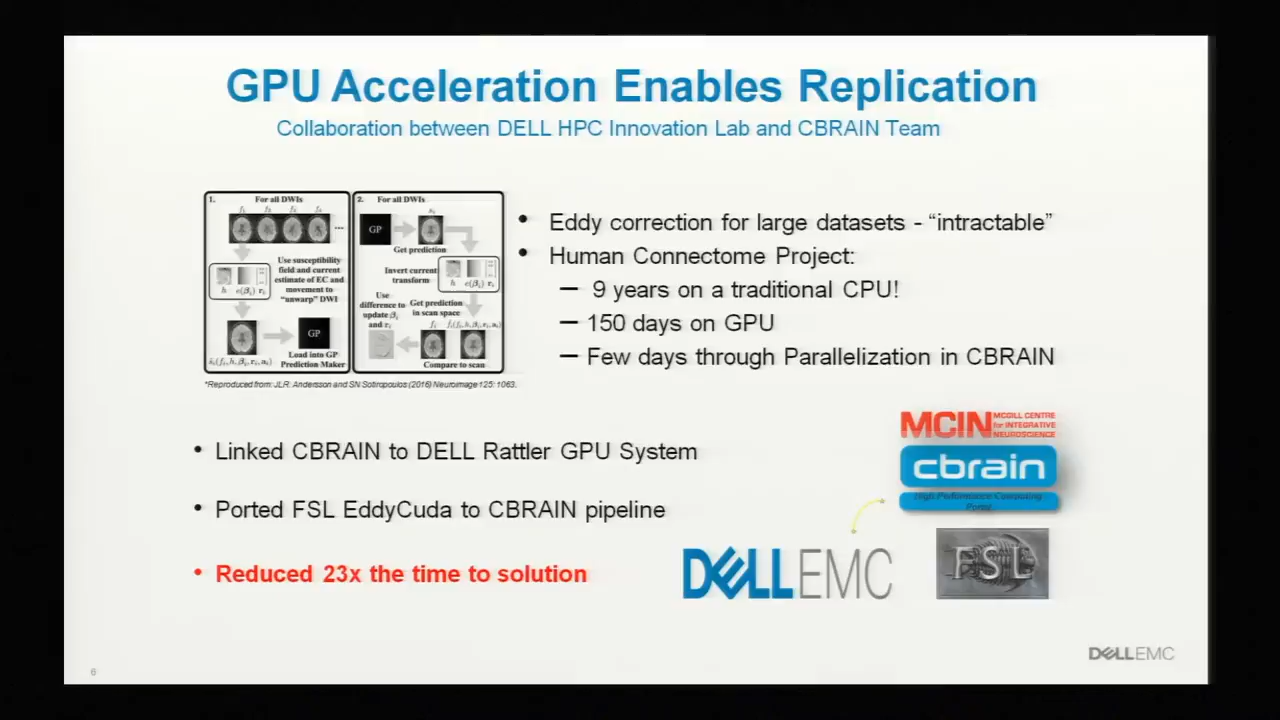 GPU Acceleration Enables Replication
Collaboration between DELL HPC Innovation Lab and CBRAIN Team
1. For all DWIs
Use susceptibility
field and current
estimate of EC and
movement to
"unwarp" DWI
GP
Load into GP
Prediction Maker
2. For all DWIs
GP
Get prediction
Invert current
transform
Use
difference to
update βi
and ri
Get prediction
in scan space
Compare to scan
*Reproduced from: JLR. Andersson and SN Sotiropoulos (2016) Neuroimage 125: 1063.
• Eddy correction for large datasets - “intractable”
• Human Connectome Project:
– 9 years on a traditional CPU!
– 150 days on GPU
– Few days through Parallelization in CBRAIN
• Linked CBRAIN to DELL Rattler GPU System
• Ported FSL EddyCuda to CBRAIN pipeline
• Reduced 23x the time to solution
MCIN MCGILL CENTRE
for INTEGRATIVE
NEUROSCIENCE
cbrain
High Performance Computing
Portal
DELLEMC
FSL
DELLEMC
6